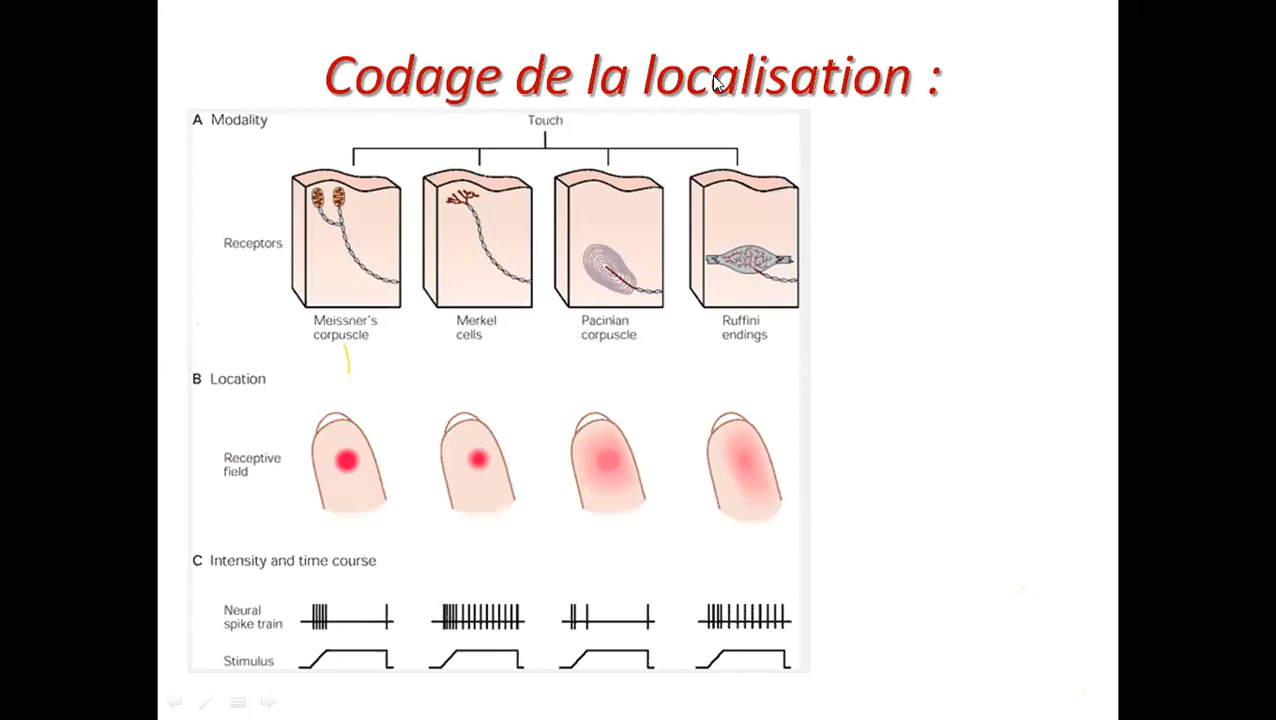 Codage de la localisation :
A Modality
Touch
Receptors
Meissner's
corpuscle
Merkel
cells
Pacinian
corpuscle
Ruffini
endings
B Location
Receptive
field
C Intensity and time course
Neural
spike train
Stimulus